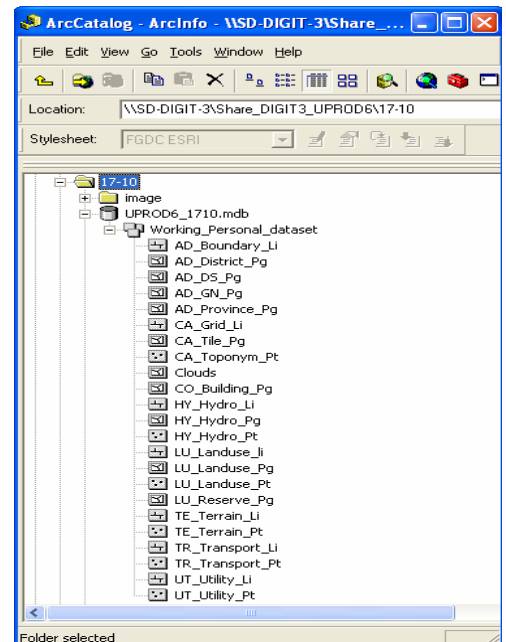 ArcCatalog - ArcInfo - \\SD-DIGIT-3\Share_...
File Edit View Go Tools Window Help
Location: \\SD-DIGIT-3\Share_DIGIT3_UPROD6\17-10
Stylesheet: FGDC ESRI
17-10
image
UPROD6_1710.mdb
Working_Personal_dataset
AD_Boundary_Li
AD_District_Pg
AD_DS_Pg
AD_GN_Pg
AD_Province_Pg
CA_Grid_Li
CA_Tile_Pg
CA_Toponym_Pt
Clouds
CO_Building_Pg
HY_Hydro_Li
HY_Hydro_Pg
HY_Hydro_Pt
LU_Landuse_li
LU_Landuse_Pg
LU_Landuse_Pt
LU_Reserve_Pg
TE_Terrain_Li
TE_Terrain_Pt
TR_Transport_Li
TR_Transport_Pt
UT_Utility_Li
UT_Utility_Pt
Folder selected